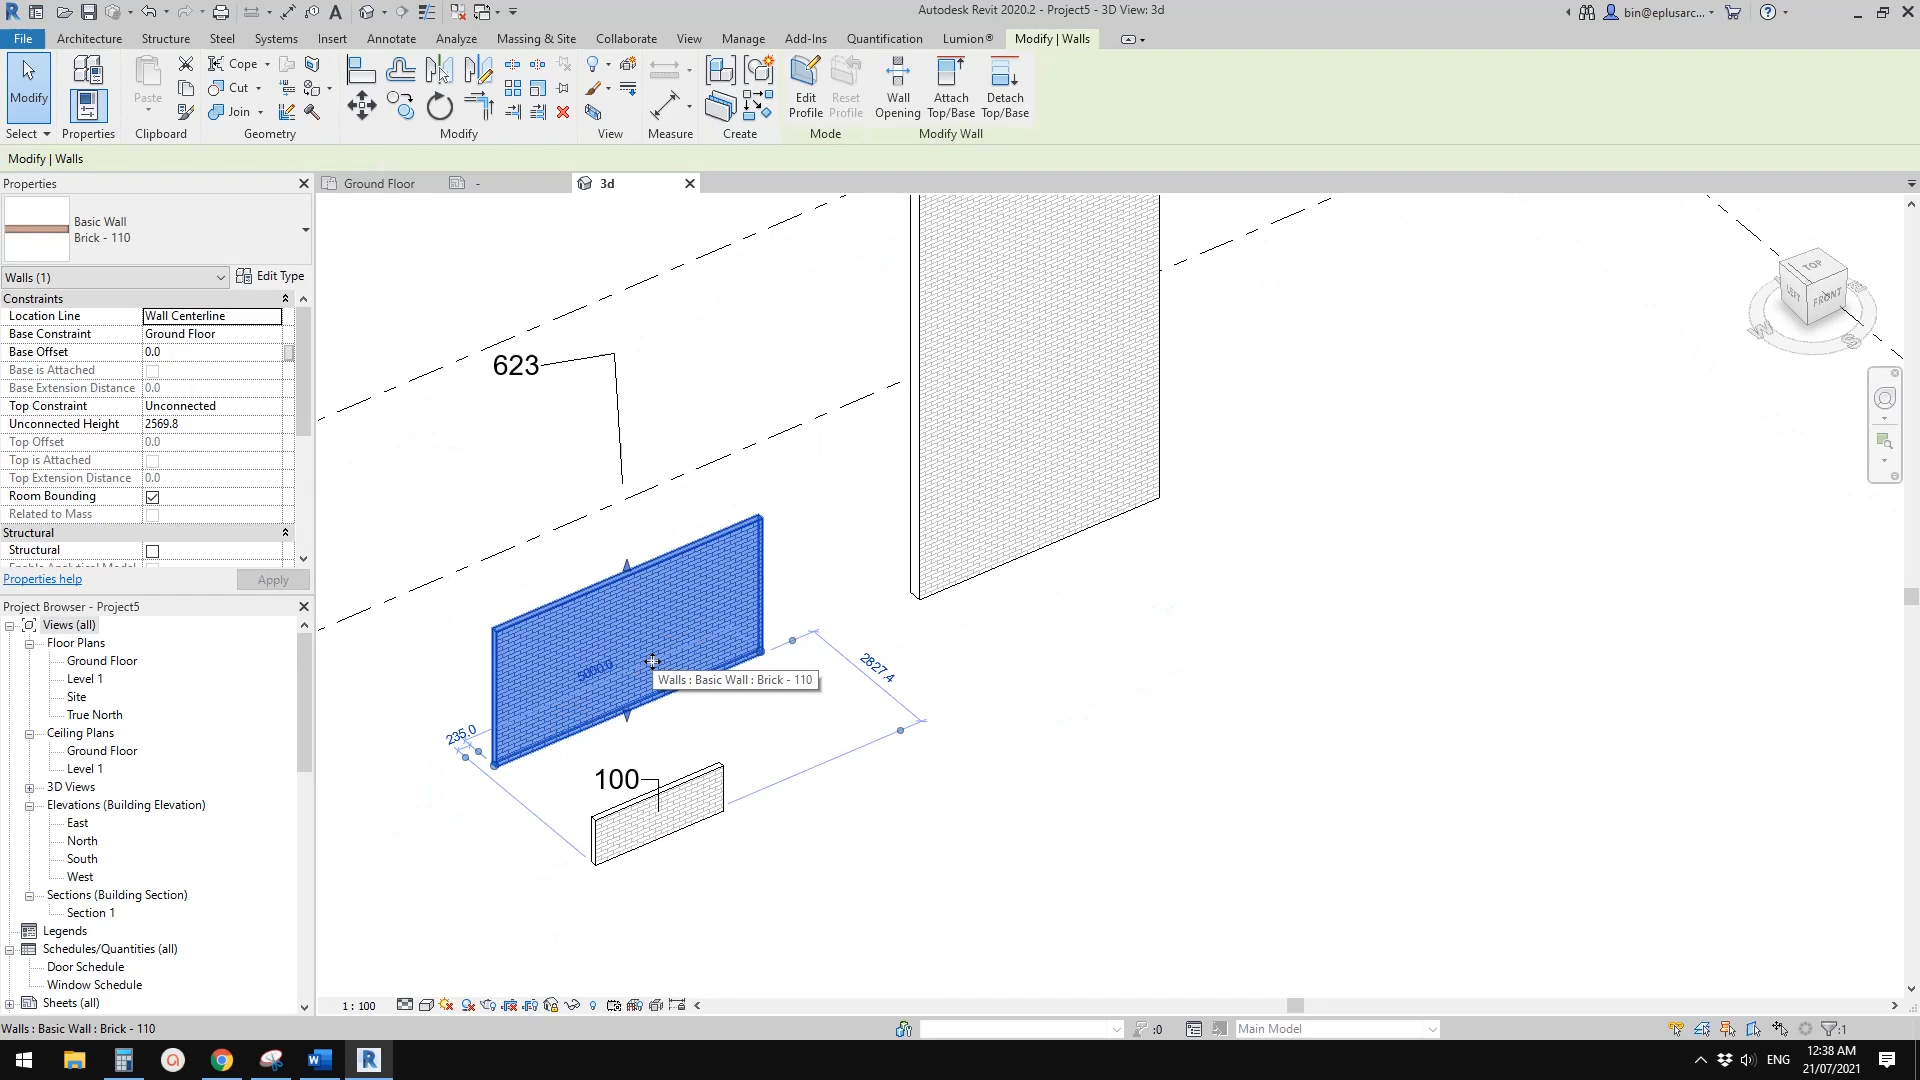 Autodesk Revit 2020.2 - Project5 - 3D View: 3d
bin@eplusarc...
File Architecture Structure Steel Systems Insert Annotate Analyze Massing & Site Collaborate View Manage Add-Ins Quantification Lumion® Modify | Walls
Modify
Select
Properties
Paste
Clipboard
Cope
Cut
Join
Geometry
Modify
View
Measure
Create
Edit Profile
Reset Profile
Mode
Wall Opening
Attach Top/Base
Detach Top/Base
Modify Wall
Modify | Walls
Properties
Basic Wall
Brick - 110
Walls (1)
Edit Type
Constraints
Location Line Wall Centerline
Base Constraint Ground Floor
Base Offset 0.0
Base is Attached
Base Extension Distance 0.0
Top Constraint Unconnected
Unconnected Height 2569.8
Top Offset 0.0
Top is Attached
Top Extension Distance 0.0
Room Bounding
Related to Mass
Structural
Structural
Enable Analytical Model
Properties help
Apply
Project Browser - Project5
Views (all)
Floor Plans
Ground Floor
Level 1
Site
True North
Ceiling Plans
Ground Floor
Level 1
3D Views
Elevations (Building Elevation)
East
North
South
West
Sections (Building Section)
Section 1
Legends
Schedules/Quantities (all)
Door Schedule
Window Schedule
Sheets (all)
Ground Floor
-
3d
TOP
LEFT
FRONT
W
S
623
5000.0
Walls : Basic Wall : Brick - 110
2827.4
235.0
100
1 : 100
Walls : Basic Wall : Brick - 110
:0
Main Model
:1
ENG
12:38 AM
21/07/2021